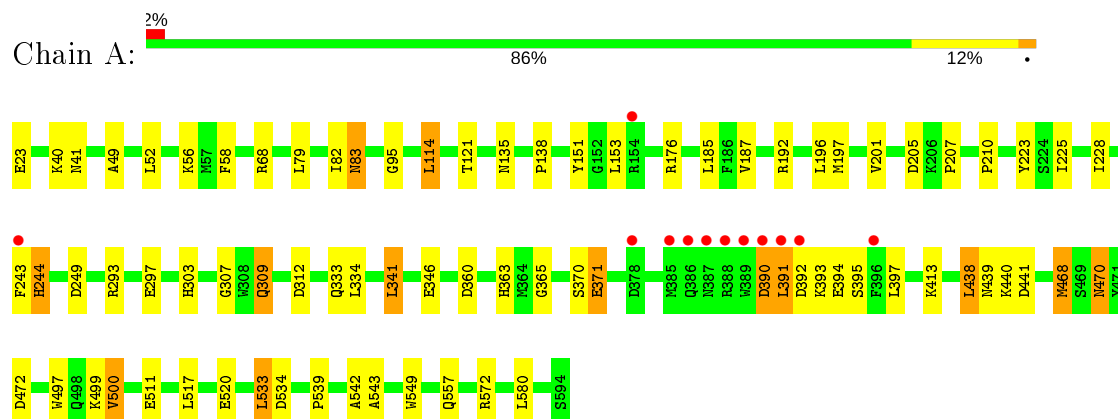 2%
Chain A:
86% 12% •
E23 K40 N41 A49 L52 K56 M57 F58 R68 L79 I82 N83 G95 L114 T121 N135 P138 Y151 G152 L153 R154 R176 L185 F186 V187 R192 L196 M197 V201 D205 K206 P207 P210 Y223 S224 I225 I228
F243 H244 D249 R293 E297 H303 G307 W308 Q309 D312 Q333 L334 L341 E346 D360 H363 M364 G365 S370 E371 D378 M385 Q386 N387 R388 W389 D390 L391 D392 K393 E394 S395 F396 L397 K413 L438 N439 K440 D441 M468 S469 N470 Y471
D472 W497 Q498 K499 V500 E511 L517 E520 L533 D534 P539 A542 A543 W549 Q557 R572 L580 S594